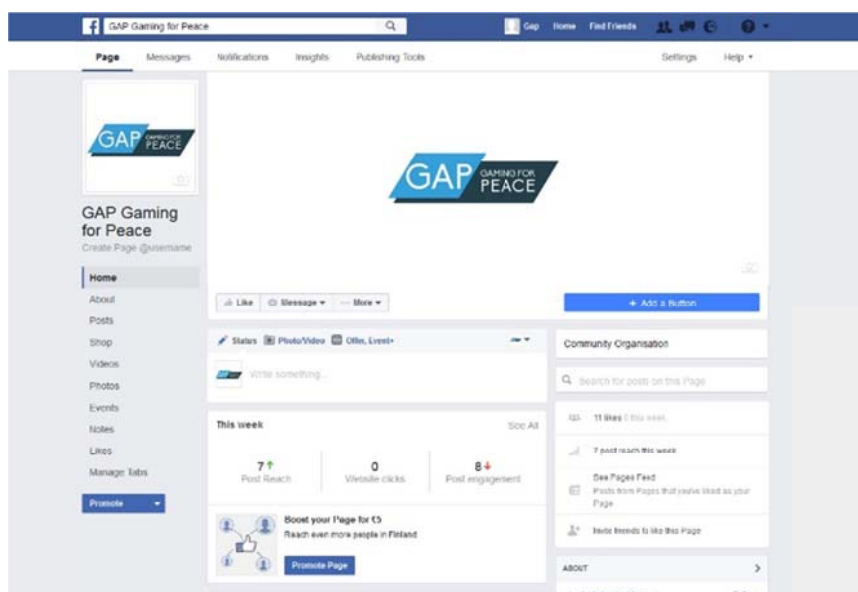 GAP Gaming for Peace
Gap Home Find Friends
Page Messages Notifications Insights Publishing Tools Settings Help
GAP GAMING FOR PEACE
GAP GAMING FOR PEACE
GAP Gaming
for Peace
Create Page @username
Home
About
Posts
Shop
Videos
Photos
Events
Notes
Likes
Manage Tabs
Promote
Like Message More
+ Add a Button
Status Photo/Video Offer, Event+
Write something...
This week See All
7 0 8
Post Reach Website clicks Post engagement
Boost your Page for €5
Reach even more people in Finland
Promote Page
Community Organisation
Search for posts on this Page
11 likes 0 this week
7 post reach this week
See Pages Feed
Posts from Pages that you've liked as your
Page
Invite friends to like this Page
ABOUT